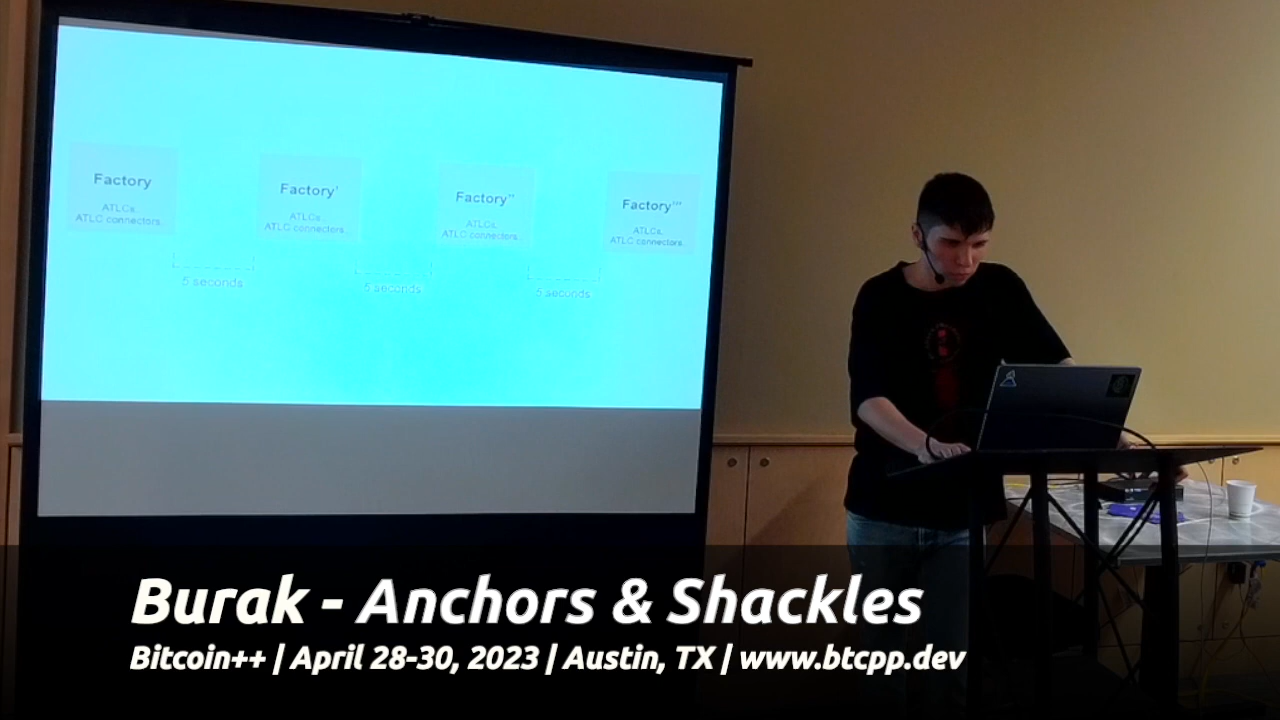 Factory
ATLCs,
ATLC connectors..
Factory'
ATLCs,
ATLC connectors..
Factory''
ATLCs,
ATLC connectors..
Factory'''
ATLCs,
ATLC connectors..
5 seconds
5 seconds
5 seconds
Burak - Anchors & Shackles
Bitcoin++ | April 28-30, 2023 | Austin, TX | www.btcpp.dev